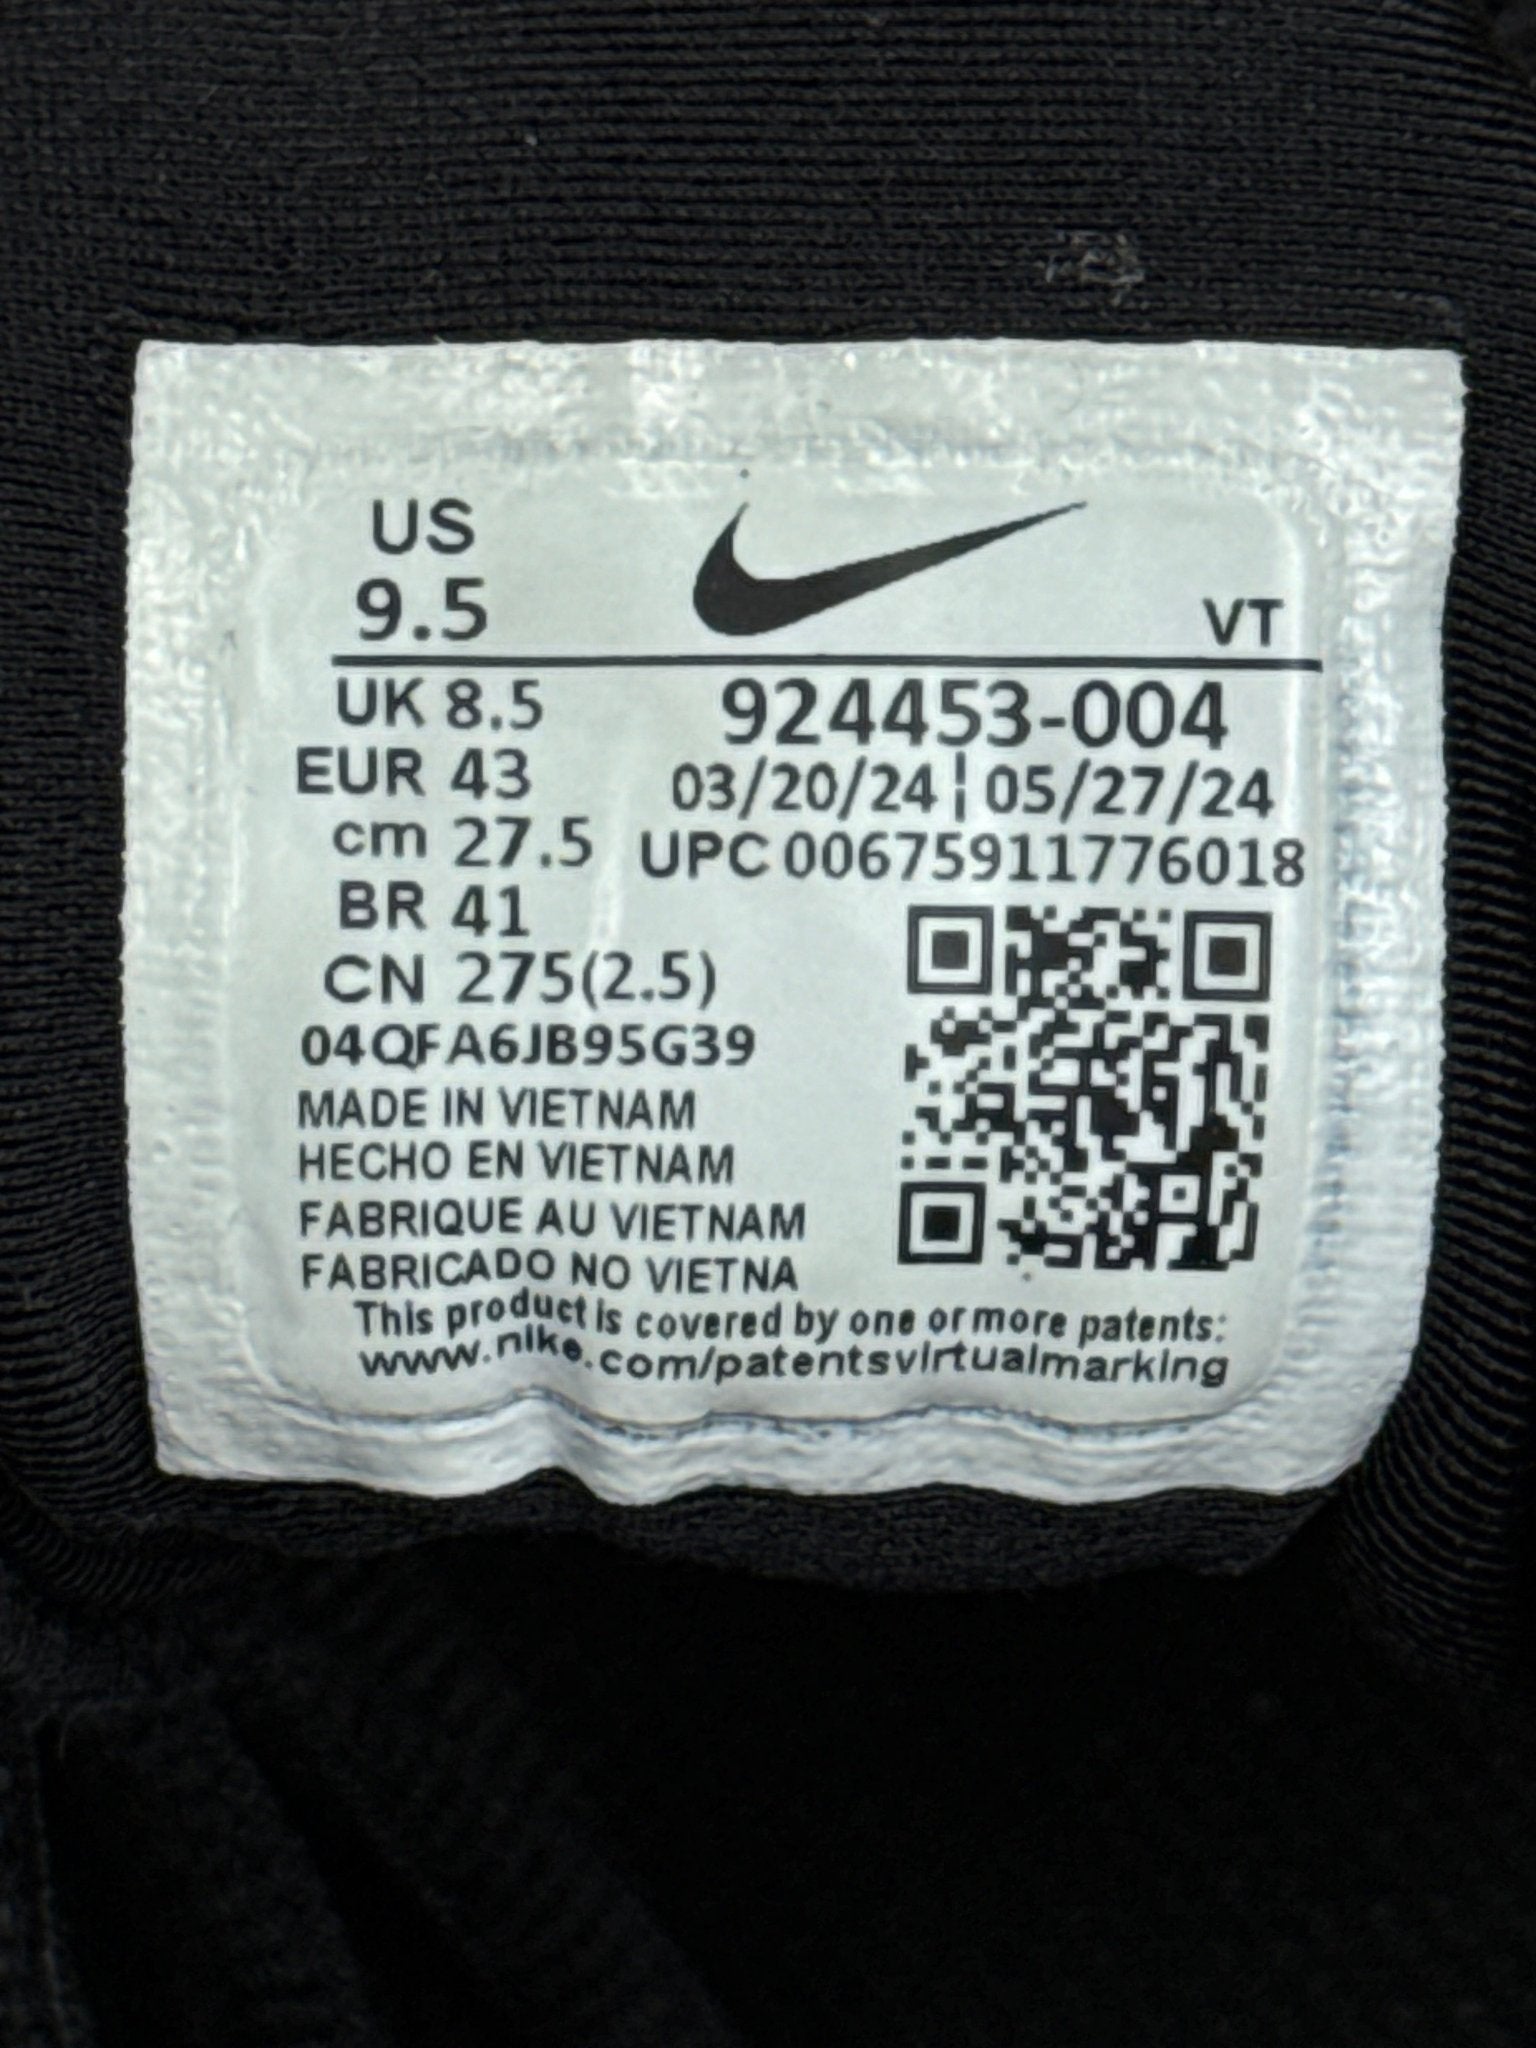 US
9.5
VT
UK 8.5
924453-004
EUR 43
03/20/24 ¦ 05/27/24
cm 27.5
UPC 00675911776018
BR 41
CN 275(2.5)
04QFA6JB95G39
MADE IN VIETNAM
HECHO EN VIETNAM
FABRIQUE AU VIETNAM
FABRICADO NO VIETNA
This product is covered by one or more patents:
www.nike.com/patentsvirtualmarking